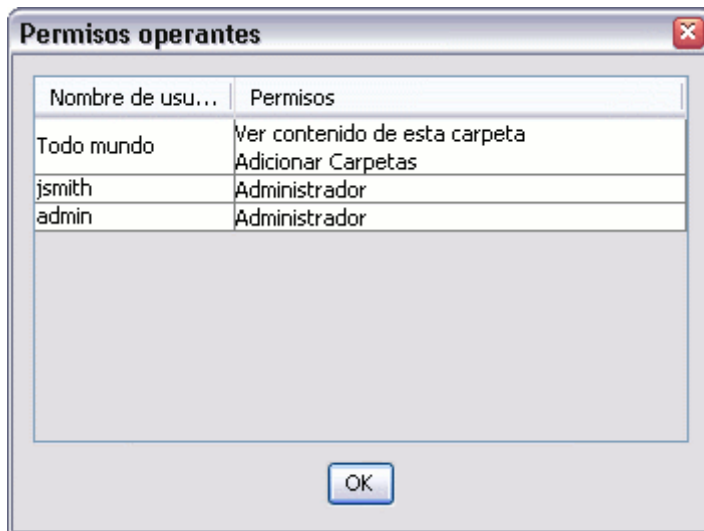 Permisos operantes
Nombre de usu... Permisos
Todo mundo Ver contenido de esta carpeta
Adicionar Carpetas
jsmith Administrador
admin Administrador
OK